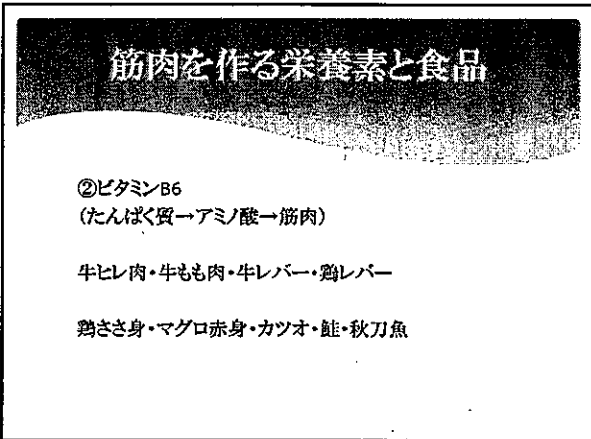 筋肉を作る栄養素と食品
②ビタミンB6
(たんぱく質→アミノ酸→筋肉)
牛ヒレ肉・牛もも肉・牛レバー・鶏レバー
鶏ささ身・マグロ赤身・カツオ・鮭・秋刀魚